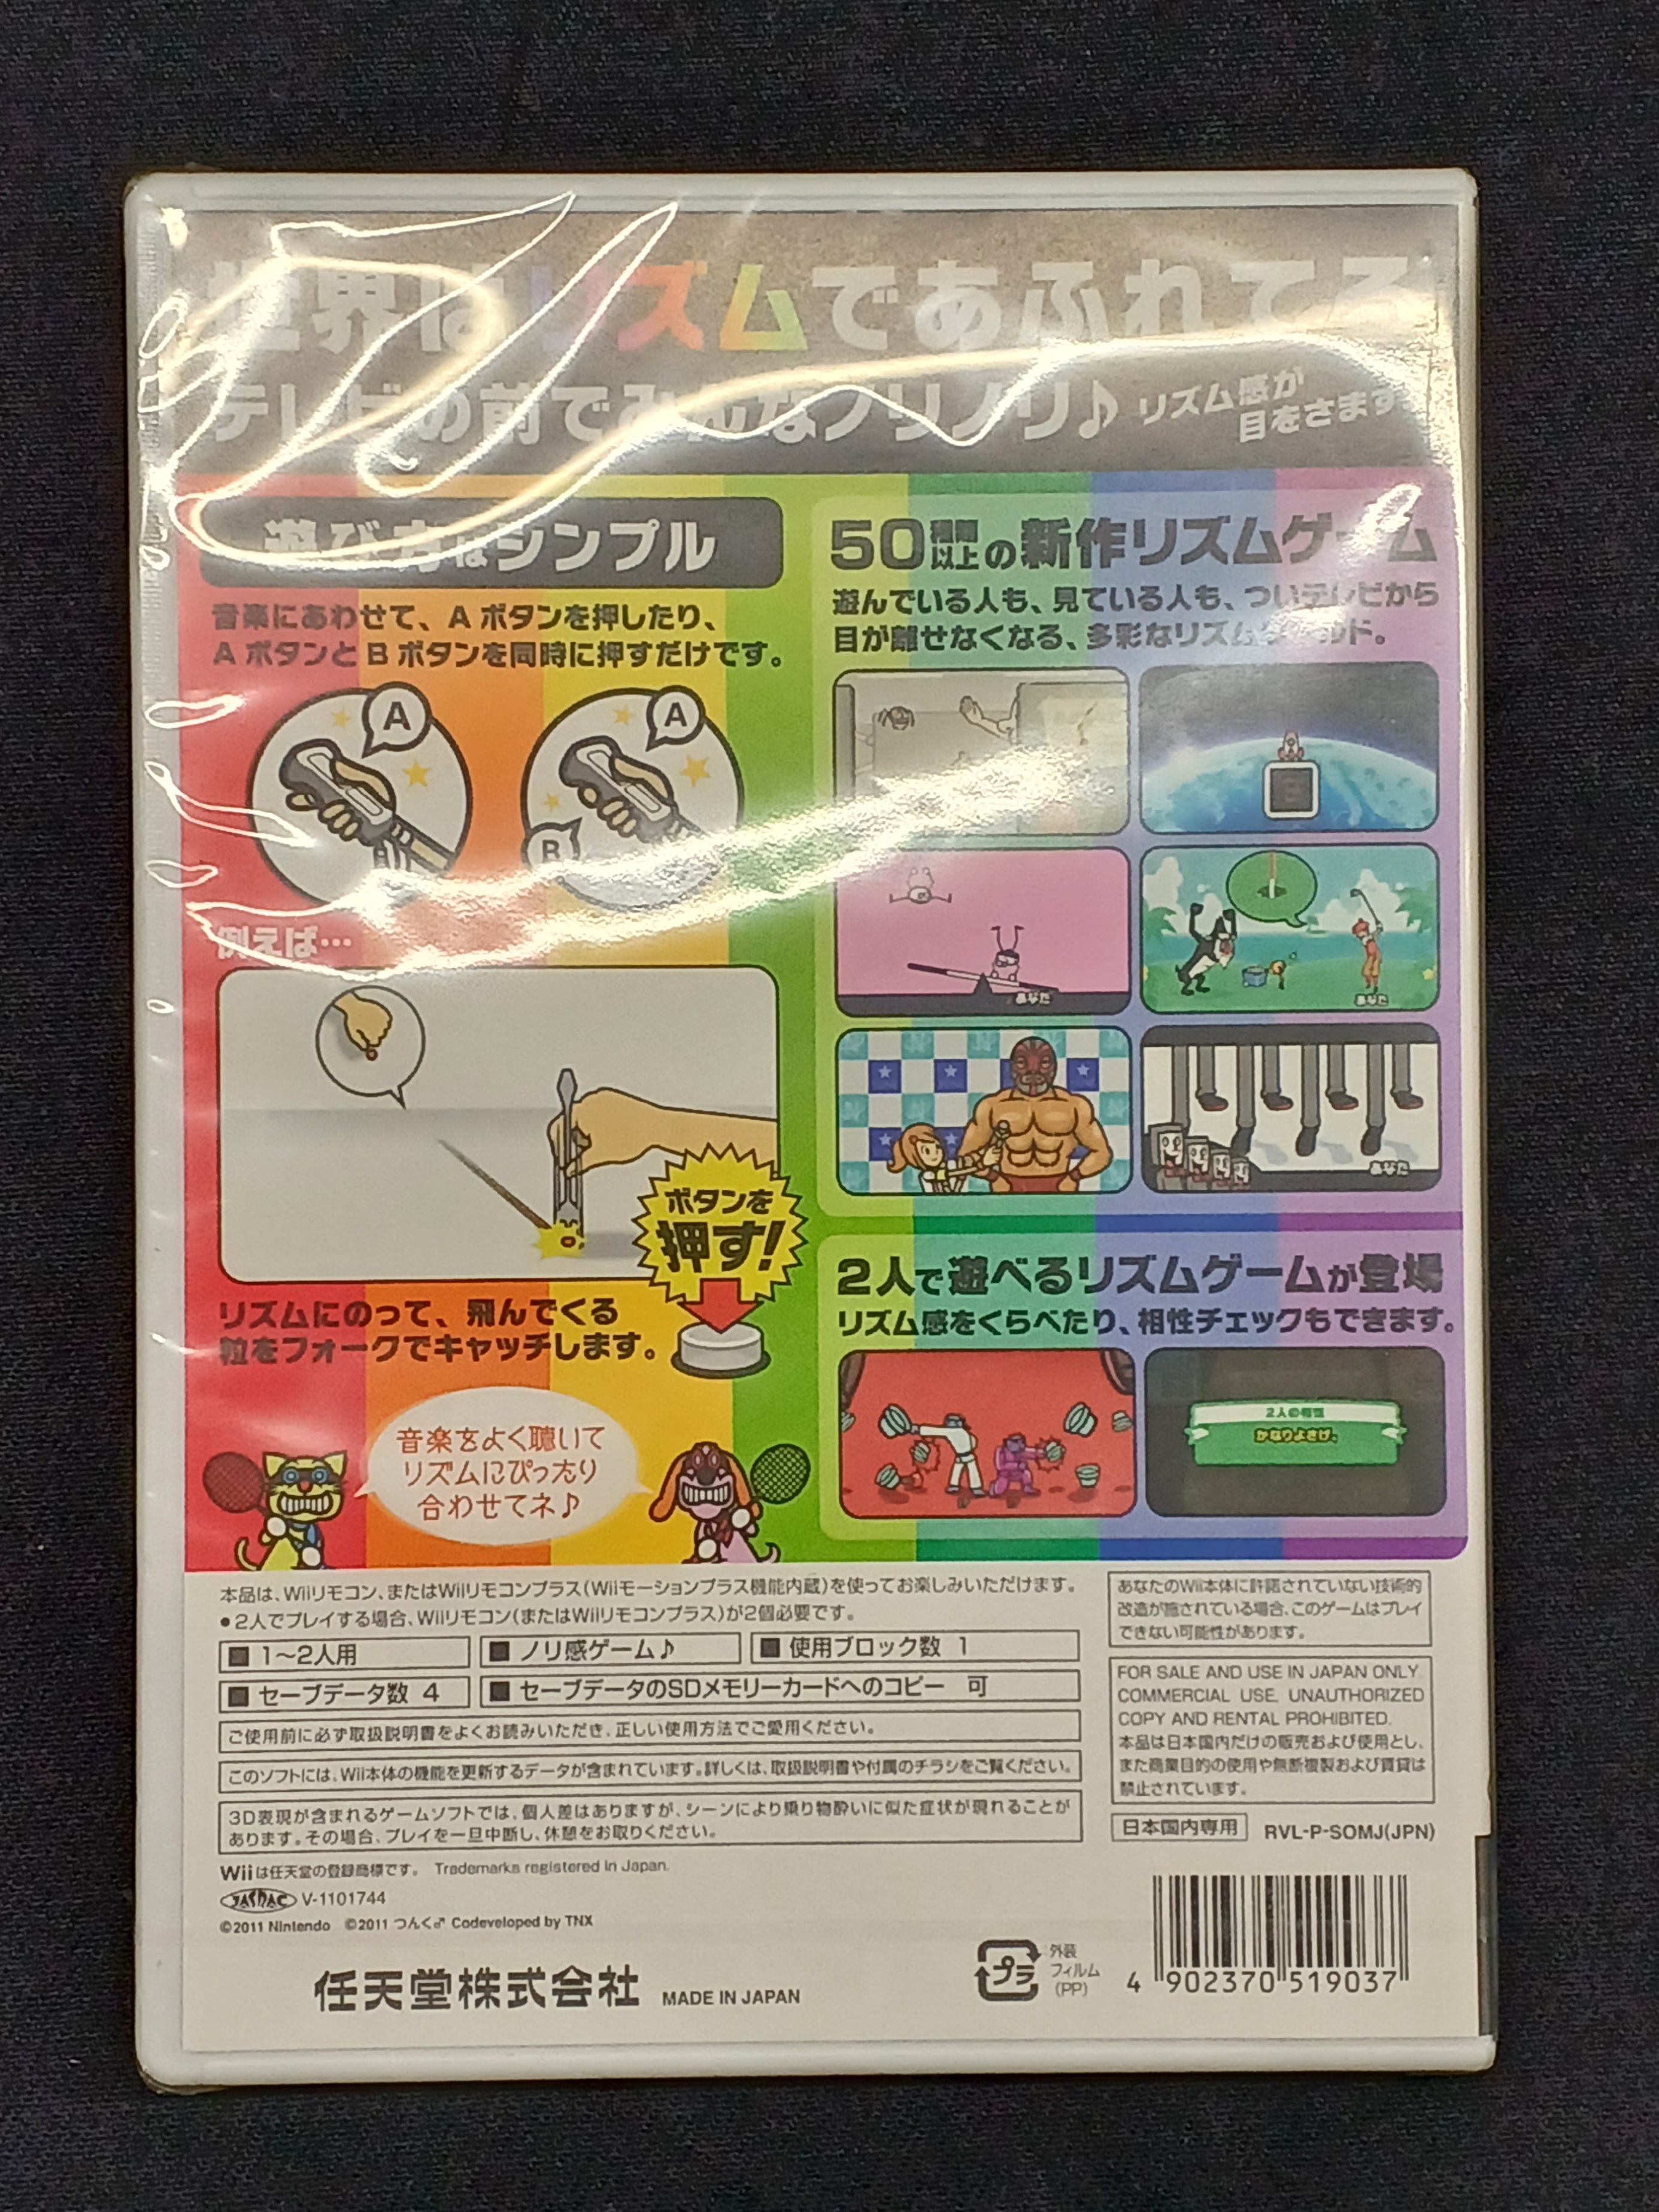 世界はリズムであふれてる
テレビの前でみんなノリノリ♪
リズム感が
目をさます
遊び方はシンプル
音楽にあわせて、Aボタンを押したり、
AボタンとBボタンを同時に押すだけです。
A
A
B
例えば…
ボタンを
押す!
リズムにのって、飛んでくる
粒をフォークでキャッチします。
音楽をよく聴いて
リズムにぴったり
合わせてネ♪
50種類以上の新作リズムゲーム
遊んでいる人も、見ている人も、ついテレビから
目が離せなくなる、多彩なリズムワールド。
あなた
あなた
あなた
2人で遊べるリズムゲームが登場
リズム感をくらべたり、相性チェックもできます。
2人の相性
かなりよさげ。
本品は、Wiiリモコン、またはWiiリモコンプラス(Wiiモーションプラス機能内蔵)を使ってお楽しみいただけます。
●2人でプレイする場合、Wiiリモコン(またはWiiリモコンプラス)が2個必要です。
■ 1〜2人用
■ ノリ感ゲーム♪
■ 使用ブロック数 1
■ セーブデータ数 4
■ セーブデータのSDメモリーカードへのコピー 可
ご使用前に必ず取扱説明書をよくお読みいただき、正しい使用方法でご愛用ください。
このソフトには、Wii本体の機能を更新するデータが含まれています。詳しくは、取扱説明書や付属のチラシをご覧ください。
3D表現が含まれるゲームソフトでは、個人差はありますが、シーンにより乗り物酔いに似た症状が現れることが
あります。その場合、プレイを一旦中断し、休憩をお取りください。
あなたのWii本体に許諾されていない技術的
改造が施されている場合、このゲームはプレイ
できない可能性があります。
FOR SALE AND USE IN JAPAN ONLY.
COMMERCIAL USE, UNAUTHORIZED
COPY AND RENTAL PROHIBITED.
本品は日本国内だけの販売および使用とし、
また商業目的の使用や無断複製および賃貸は
禁止されています。
日本国内専用
RVL-P-SOMJ(JPN)
Wiiは任天堂の登録商標です。 Trademarks registered in Japan.
JASRAC V-1101744
©2011 Nintendo ©2011 つんく♂ Codeveloped by TNX
任天堂株式会社 MADE IN JAPAN
プラ
外装
フィルム
(PP)
4 902370 519037